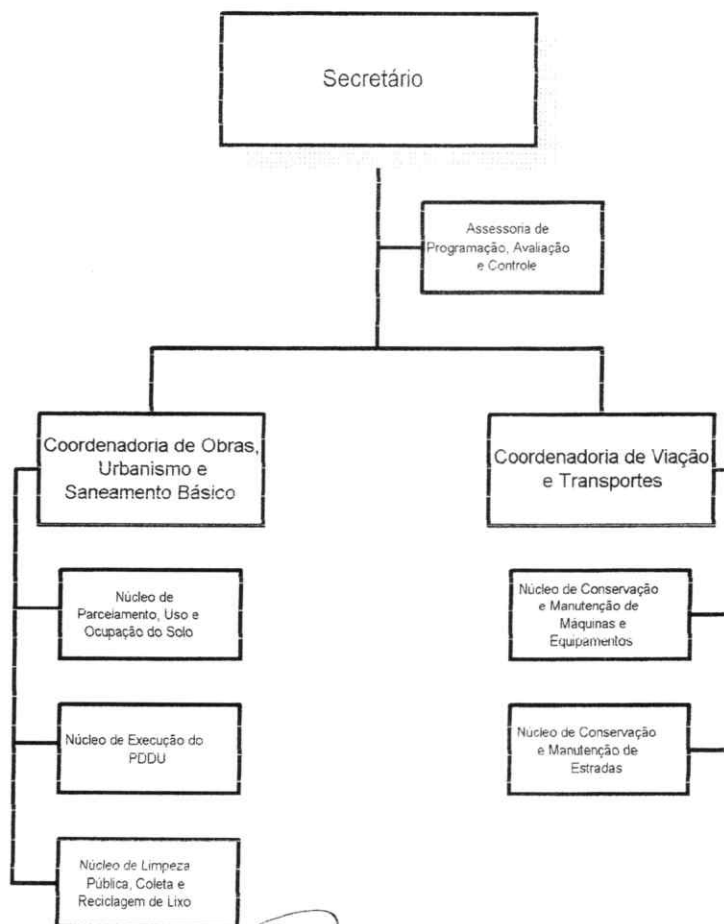 Secretário
Assessoria de
Programação, Avaliação
e Controle
Coordenadoria de Obras,
Urbanismo e
Saneamento Básico
Coordenadoria de Viação
e Transportes
Núcleo de
Parcelamento, Uso e
Ocupação do Solo
Núcleo de Conservação
e Manutenção de
Máquinas e
Equipamentos
Núcleo de Execução do
PDDU
Núcleo de Conservação
e Manutenção de
Estradas
Núcleo de Limpeza
Pública, Coleta e
Reciclagem de Lixo